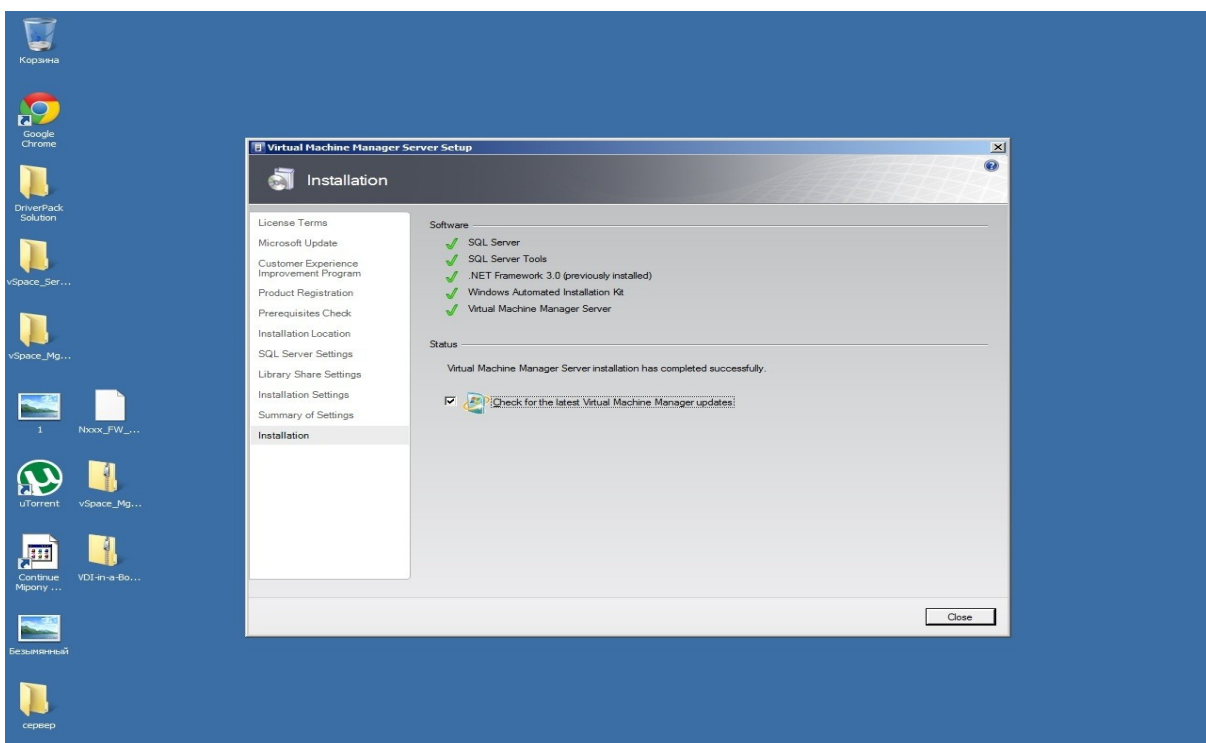 Корзина
Google
Chrome
DriverPack
Solution
vSpace_Ser...
vSpace_Mg...
1
Nxxx_FW_...
uTorrent
vSpace_Mg...
Continue
Mipony ...
VDI-in-a-Bo...
Безымянный
сервер
Virtual Machine Manager Server Setup
Installation
License Terms
Microsoft Update
Customer Experience
Improvement Program
Product Registration
Prerequisites Check
Installation Location
SQL Server Settings
Library Share Settings
Installation Settings
Summary of Settings
Installation
Software
SQL Server
SQL Server Tools
.NET Framework 3.0 (previously installed)
Windows Automated Installation Kit
Virtual Machine Manager Server
Status
Virtual Machine Manager Server installation has completed successfully.
Check for the latest Virtual Machine Manager updates
Close